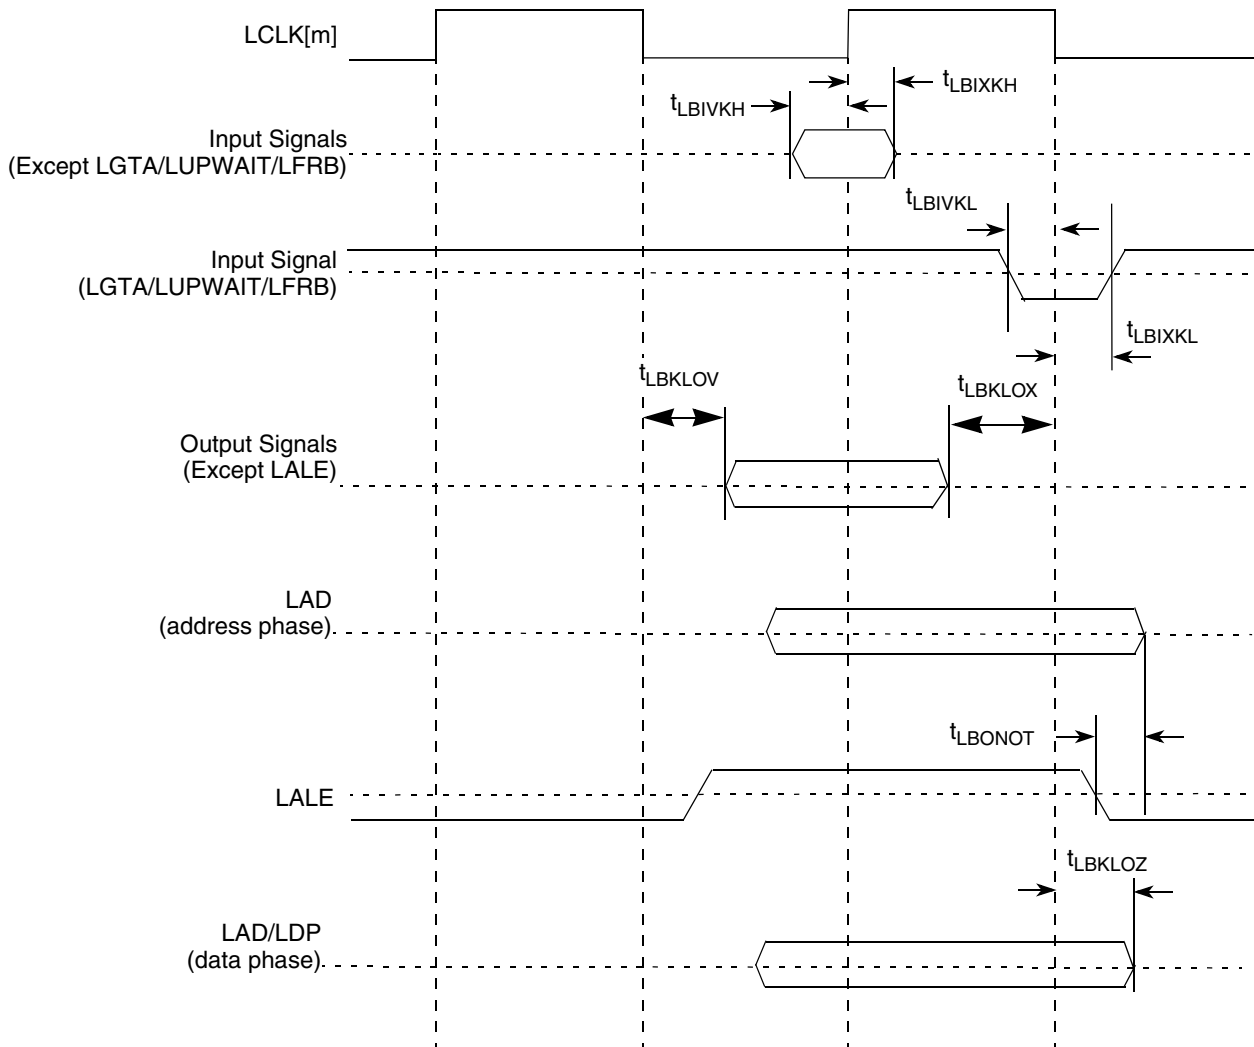 LCLK[m]
tLBIXKH
tLBIVKH
Input Signals
(Except LGTA/LUPWAIT/LFRB)
tLBIVKL
Input Signal
(LGTA/LUPWAIT/LFRB)
tLBIXKL
tLBKLOV
tLBKLOX
Output Signals
(Except LALE)
LAD
(address phase)
tLBONOT
LALE
tLBKLOZ
LAD/LDP
(data phase)